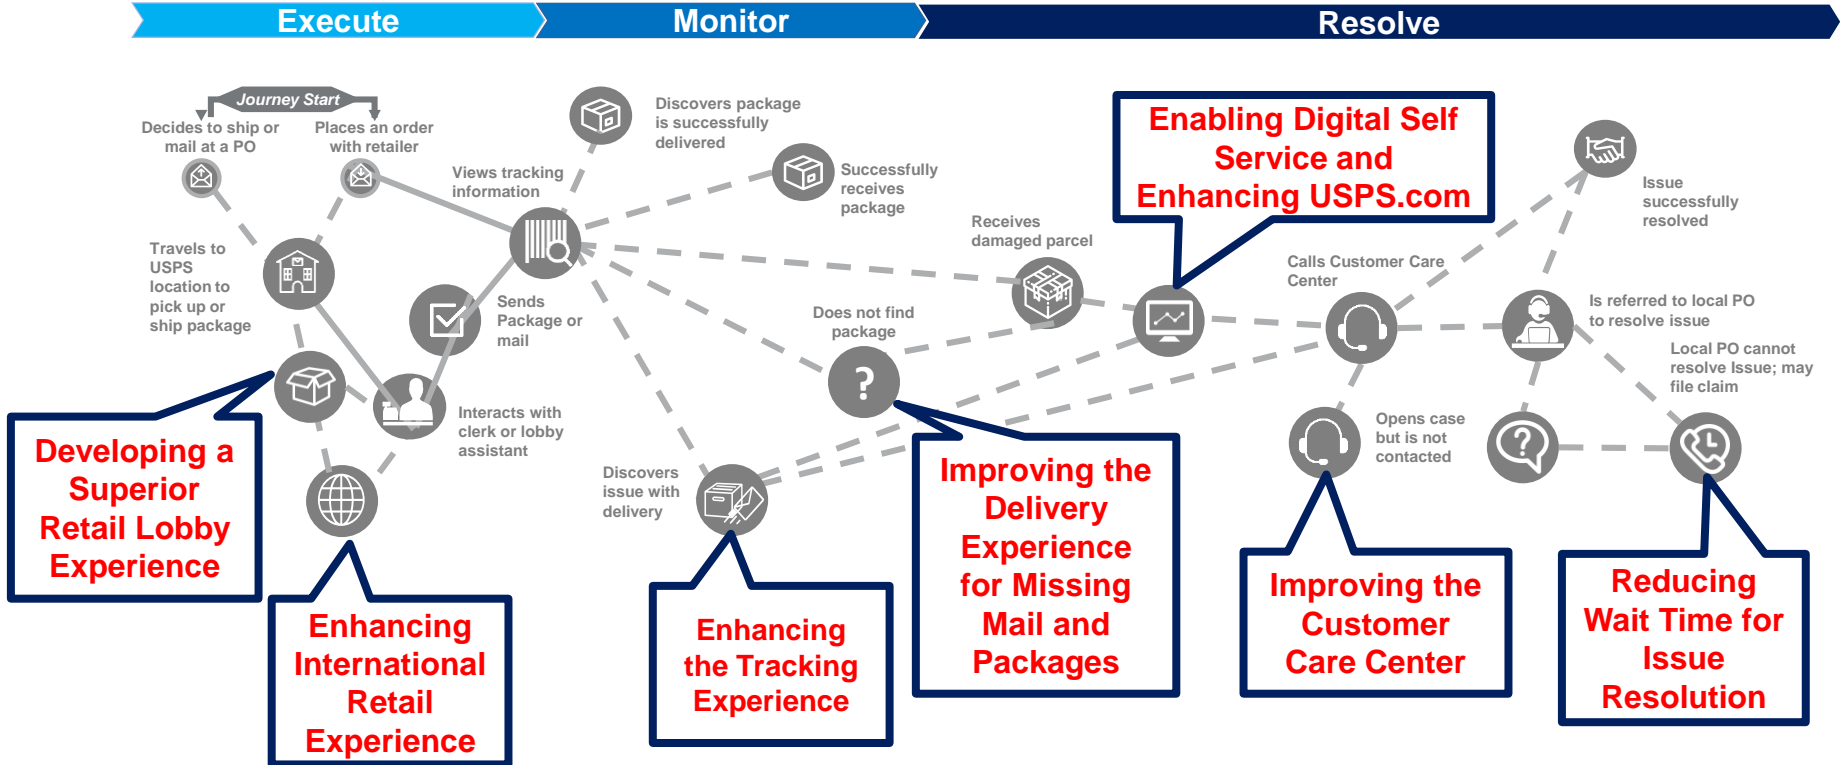 Execute
Monitor
Resolve
Journey Start
Decides to ship or
mail at a PO
Places an order
with retailer
Views tracking
information
Discovers package
is successfully
delivered
Successfully
receives
package
Enabling Digital Self
Service and
Enhancing USPS.com
Issue
successfully
resolved
Travels to
USPS
location to
pick up or
ship package
Sends
Package or
mail
Receives
damaged parcel
Does not find
package
Calls Customer Care
Center
Is referred to local PO
to resolve issue
Local PO cannot
resolve Issue; may
file claim
Interacts with
clerk or lobby
assistant
Discovers
issue with
delivery
?
Opens case
but is not
contacted
?
Developing a
Superior
Retail Lobby
Experience
Enhancing
International
Retail
Experience
Enhancing
the Tracking
Experience
Improving the
Delivery
Experience
for Missing
Mail and
Packages
Improving the
Customer
Care Center
Reducing
Wait Time for
Issue
Resolution